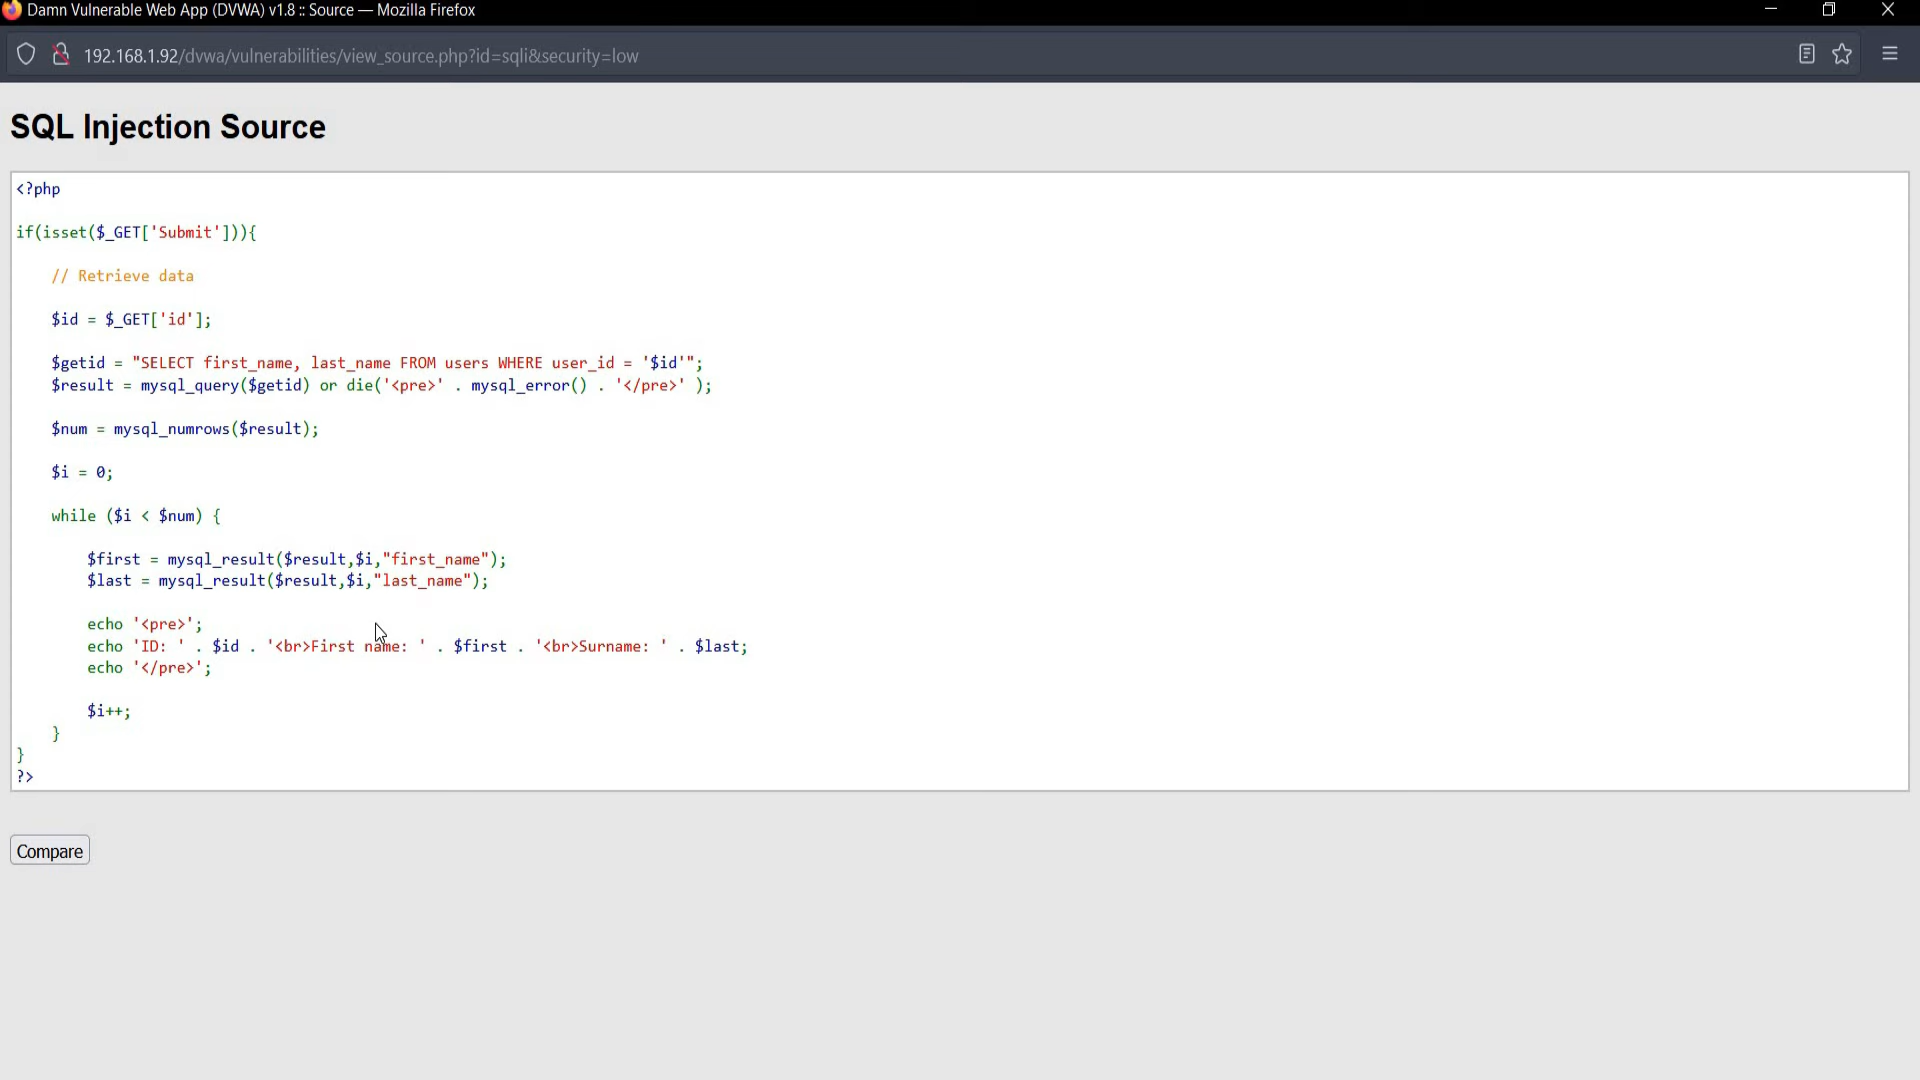 Damn Vulnerable Web App (DVWA) v1.8 :: Source — Mozilla Firefox
192.168.1.92/dvwa/vulnerabilities/view_source.php?id=sqli&security=low
SQL Injection Source
<?php
if(isset($_GET['Submit'])){
    // Retrieve data
    $id = $_GET['id'];
    $getid = "SELECT first_name, last_name FROM users WHERE user_id = '$id'";
    $result = mysql_query($getid) or die('<pre>' . mysql_error() . '</pre>' );
    $num = mysql_numrows($result);
    $i = 0;
    while ($i < $num) {
        $first = mysql_result($result,$i,"first_name");
        $last = mysql_result($result,$i,"last_name");
        echo '<pre>';
        echo 'ID: ' . $id . '<br>First name: ' . $first . '<br>Surname: ' . $last;
        echo '</pre>';
        $i++;
    }
}
?>
Compare